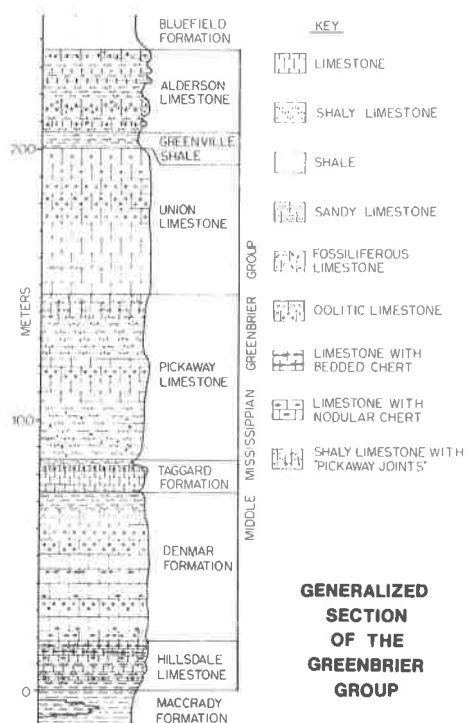 BLUEFIELD
FORMATION
ALDERSON
LIMESTONE
GREENVILLE
SHALE
UNION
LIMESTONE
PICKAWAY
LIMESTONE
TAGGARD
FORMATION
DENMAR
FORMATION
HILLSDALE
LIMESTONE
MACCRADY
FORMATION
200
100
0
METERS
MIDDLE MISSISSIPPIAN GREENBRIER GROUP
KEY
LIMESTONE
SHALY LIMESTONE
SHALE
SANDY LIMESTONE
FOSSILIFEROUS
LIMESTONE
OOLITIC LIMESTONE
LIMESTONE WITH
BEDDED CHERT
LIMESTONE WITH
NODULAR CHERT
SHALY LIMESTONE WITH
"PICKAWAY JOINTS"
GENERALIZED
SECTION
OF THE
GREENBRIER
GROUP